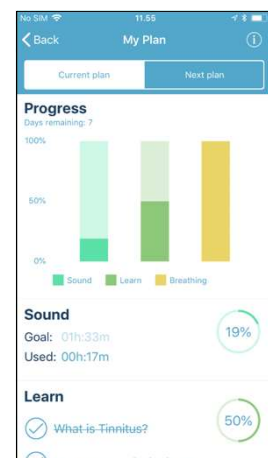 No SIM 11.55
Back My Plan
Current plan Next plan
Progress
Days remaining: 7
100%
50%
0%
Sound Learn Breathing
Sound
Goal: 01h:33m
Used: 00h:17m
19%
Learn
What is Tinnitus?
50%